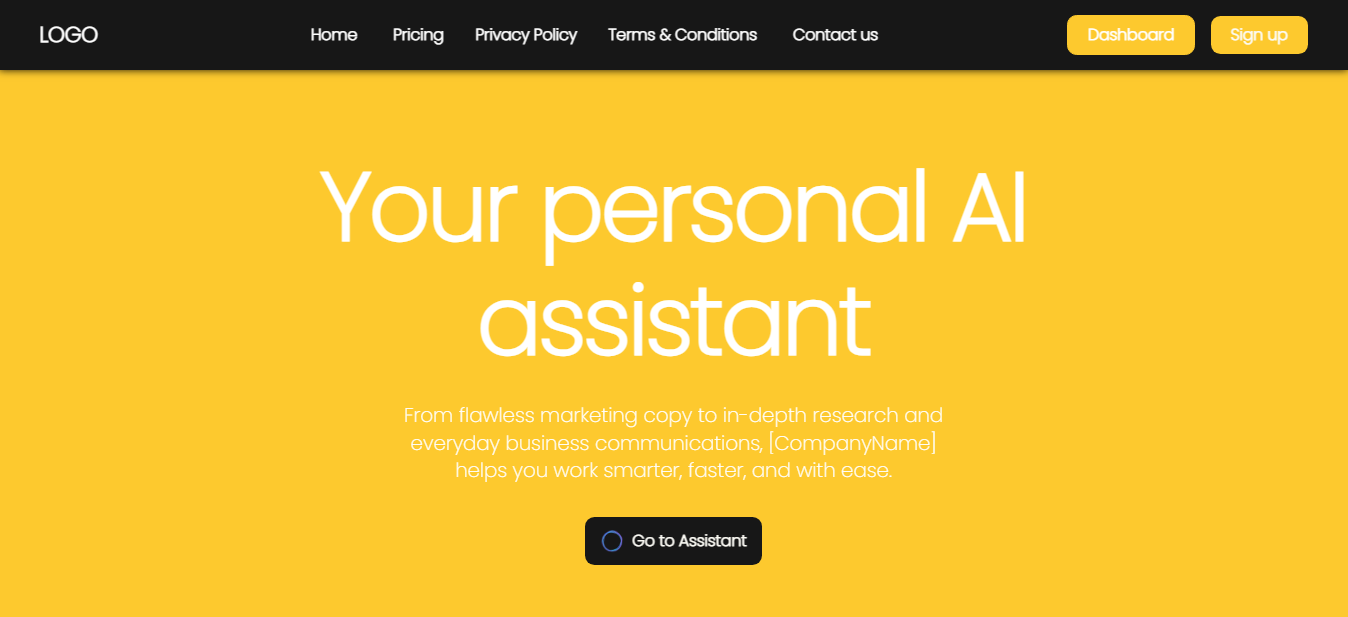 LOGO
Home
Pricing
Privacy Policy
Terms & Conditions
Contact us
Dashboard
Sign up
Your personal AI
assistant
From flawless marketing copy to in-depth research and
everyday business communications, [CompanyName]
helps you work smarter, faster, and with ease.
Go to Assistant